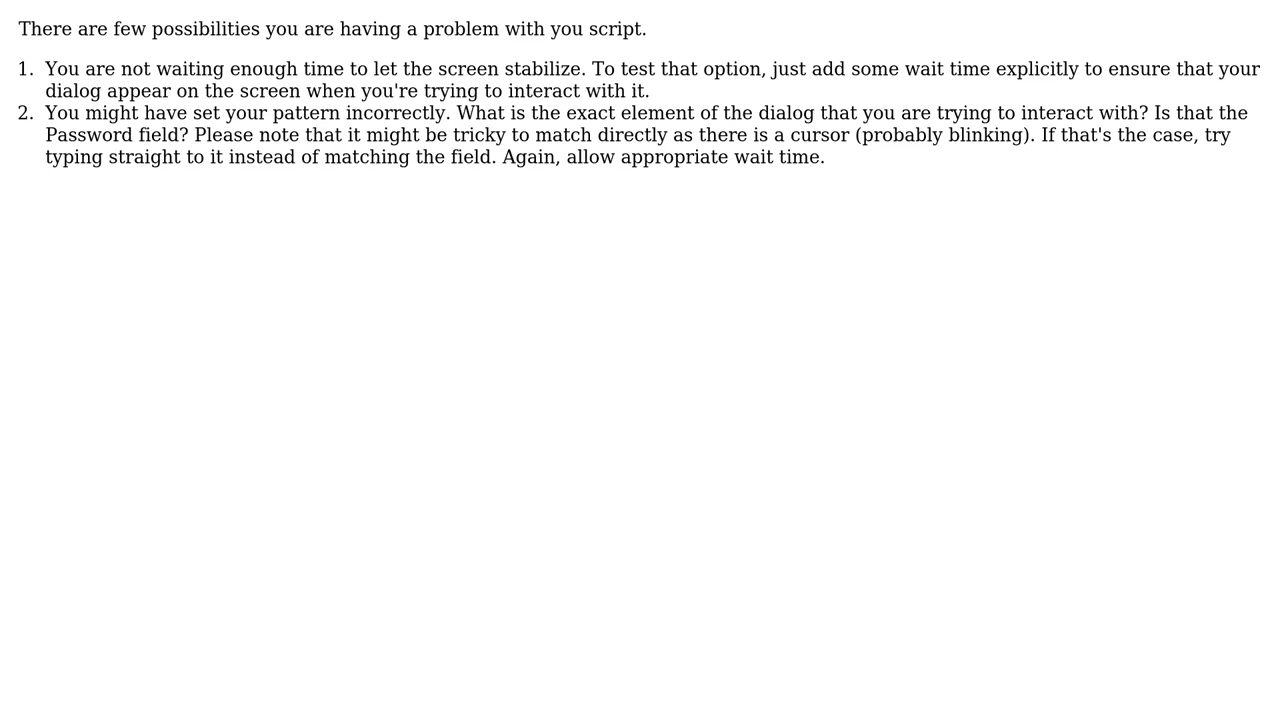 There are few possibilities you are having a problem with you script.
1. You are not waiting enough time to let the screen stabilize. To test that option, just add some wait time explicitly to ensure that your
dialog appear on the screen when you're trying to interact with it.
2. You might have set your pattern incorrectly. What is the exact element of the dialog that you are trying to interact with? Is that the
Password field? Please note that it might be tricky to match directly as there is a cursor (probably blinking). If that's the case, try
typing straight to it instead of matching the field. Again, allow appropriate wait time.